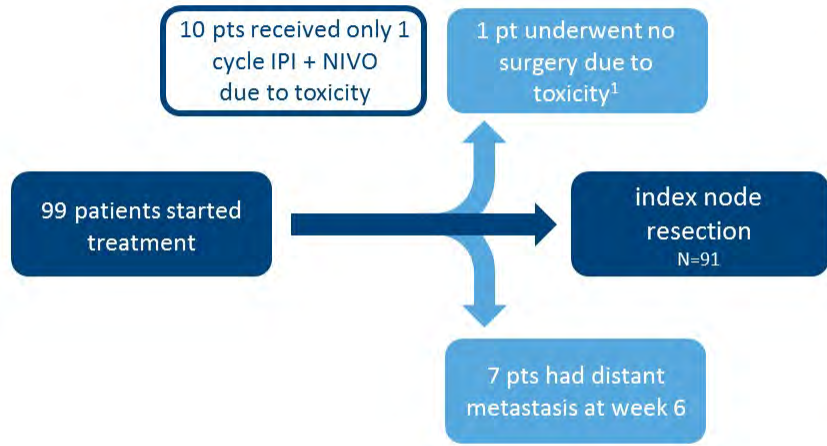 10 pts received only 1
cycle IPI + NIVO
due to toxicity
1 pt underwent no
surgery due to
toxicity¹
99 patients started
treatment
index node
resection
N=91
7 pts had distant
metastasis at week 6